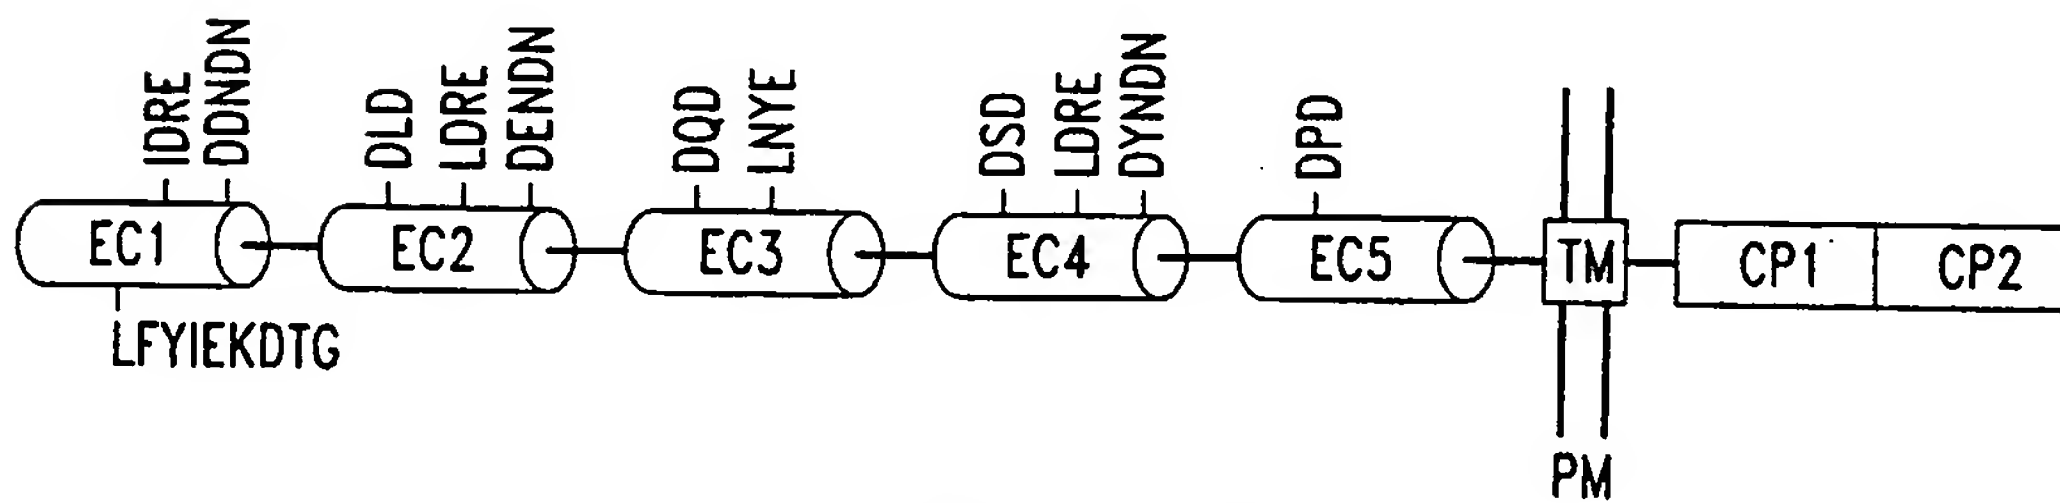 IDRE
DDNDN
DLD
LDRE
DENDN
DQD
LNYE
DSD
LDRE
DYNDN
DPD
EC1
EC2
EC3
EC4
EC5
TM
CP1
CP2
LFYIEKDTG
PM